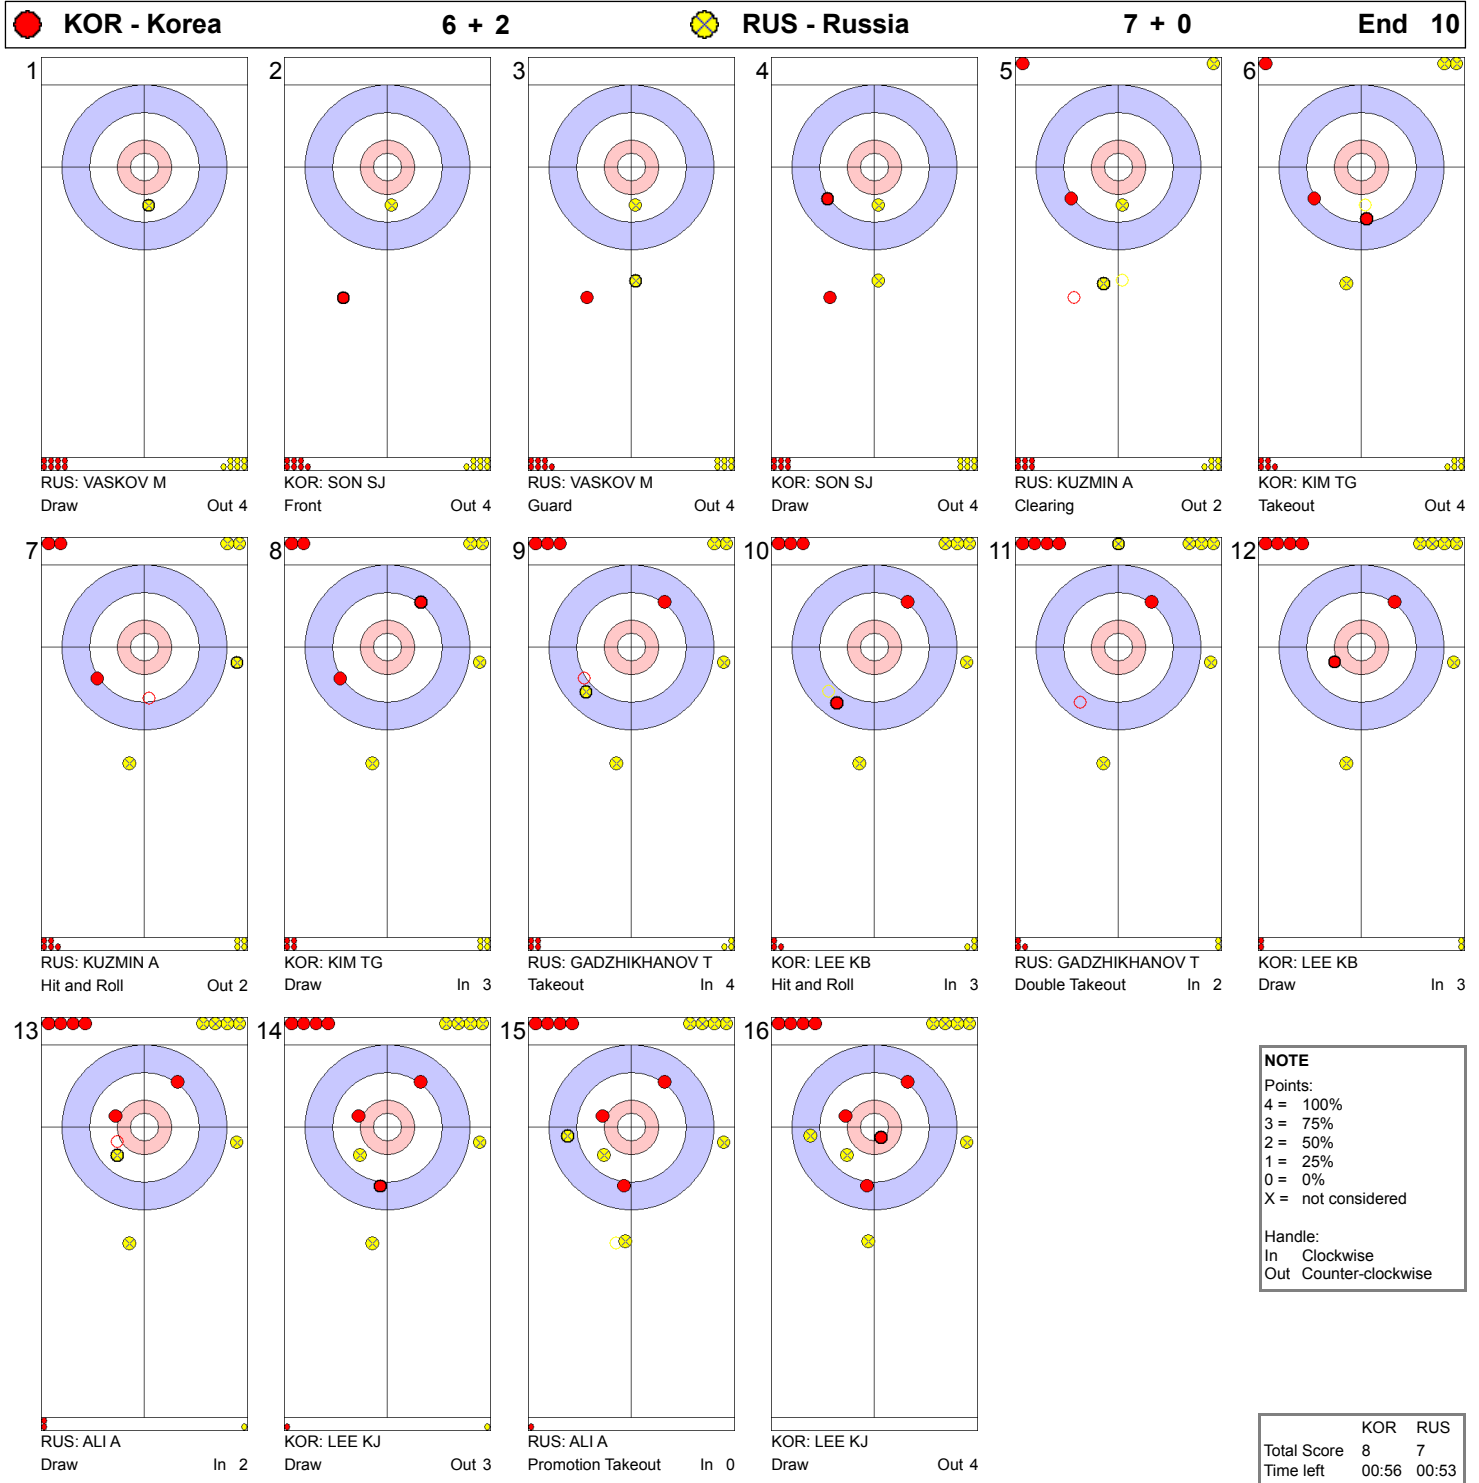 KOR - Korea 6 + 2 RUS - Russia 7 + 0 End 10
1 2 3 4 5 6
RUS: VASKOV M KOR: SON SJ RUS: VASKOV M KOR: SON SJ RUS: KUZMIN A KOR: KIM TG
Draw Out 4 Front Out 4 Guard Out 4 Draw Out 4 Clearing Out 2 Takeout Out 4
7 8 9 10 11 12
RUS: KUZMIN A KOR: KIM TG RUS: GADZHIKHANOV T KOR: LEE KB RUS: GADZHIKHANOV T KOR: LEE KB
Hit and Roll Out 2 Draw In 3 Takeout In 4 Hit and Roll In 3 Double Takeout In 2 Draw In 3
13 14 15 16
RUS: ALI A KOR: LEE KJ RUS: ALI A KOR: LEE KJ
Draw In 2 Draw Out 3 Promotion Takeout In 0 Draw Out 4
NOTE
Points:
4 = 100%
3 = 75%
2 = 50%
1 = 25%
0 = 0%
X = not considered
Handle:
In Clockwise
Out Counter-clockwise
KOR RUS
Total Score 8 7
Time left 00:56 00:53